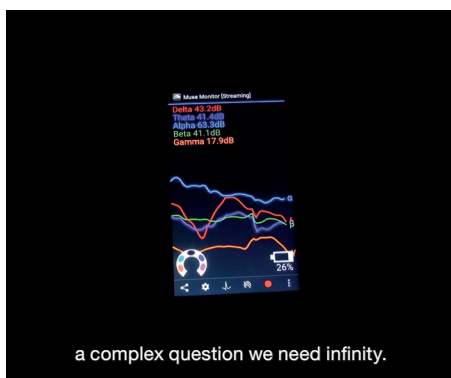 Muse Monitor [Streaming]
Delta 43.2dB
Theta 41.4dB
Alpha 63.3dB
Beta 41.1dB
Gamma 17.9dB
α
β
26%
a complex question we need infinity.